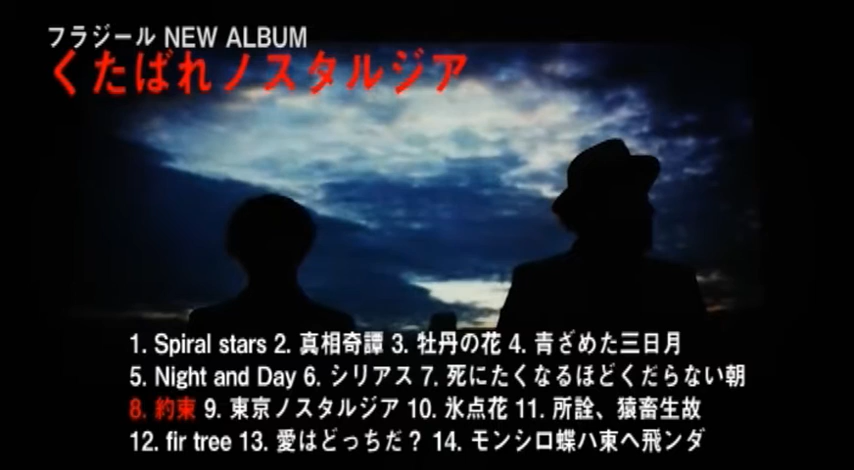 フラジール NEW ALBUM
くたばれノスタルジア
1. Spiral stars 2. 真相奇譚 3. 牡丹の花 4. 青ざめた三日月
5. Night and Day 6. シリアス 7. 死にたくなるほどくだらない朝
8. 約束 9. 東京ノスタルジア 10. 氷点花 11. 所詮、猿畜生故
12. fir tree 13. 愛はどっちだ？ 14. モンシロ蝶ハ東ヘ飛ンダ